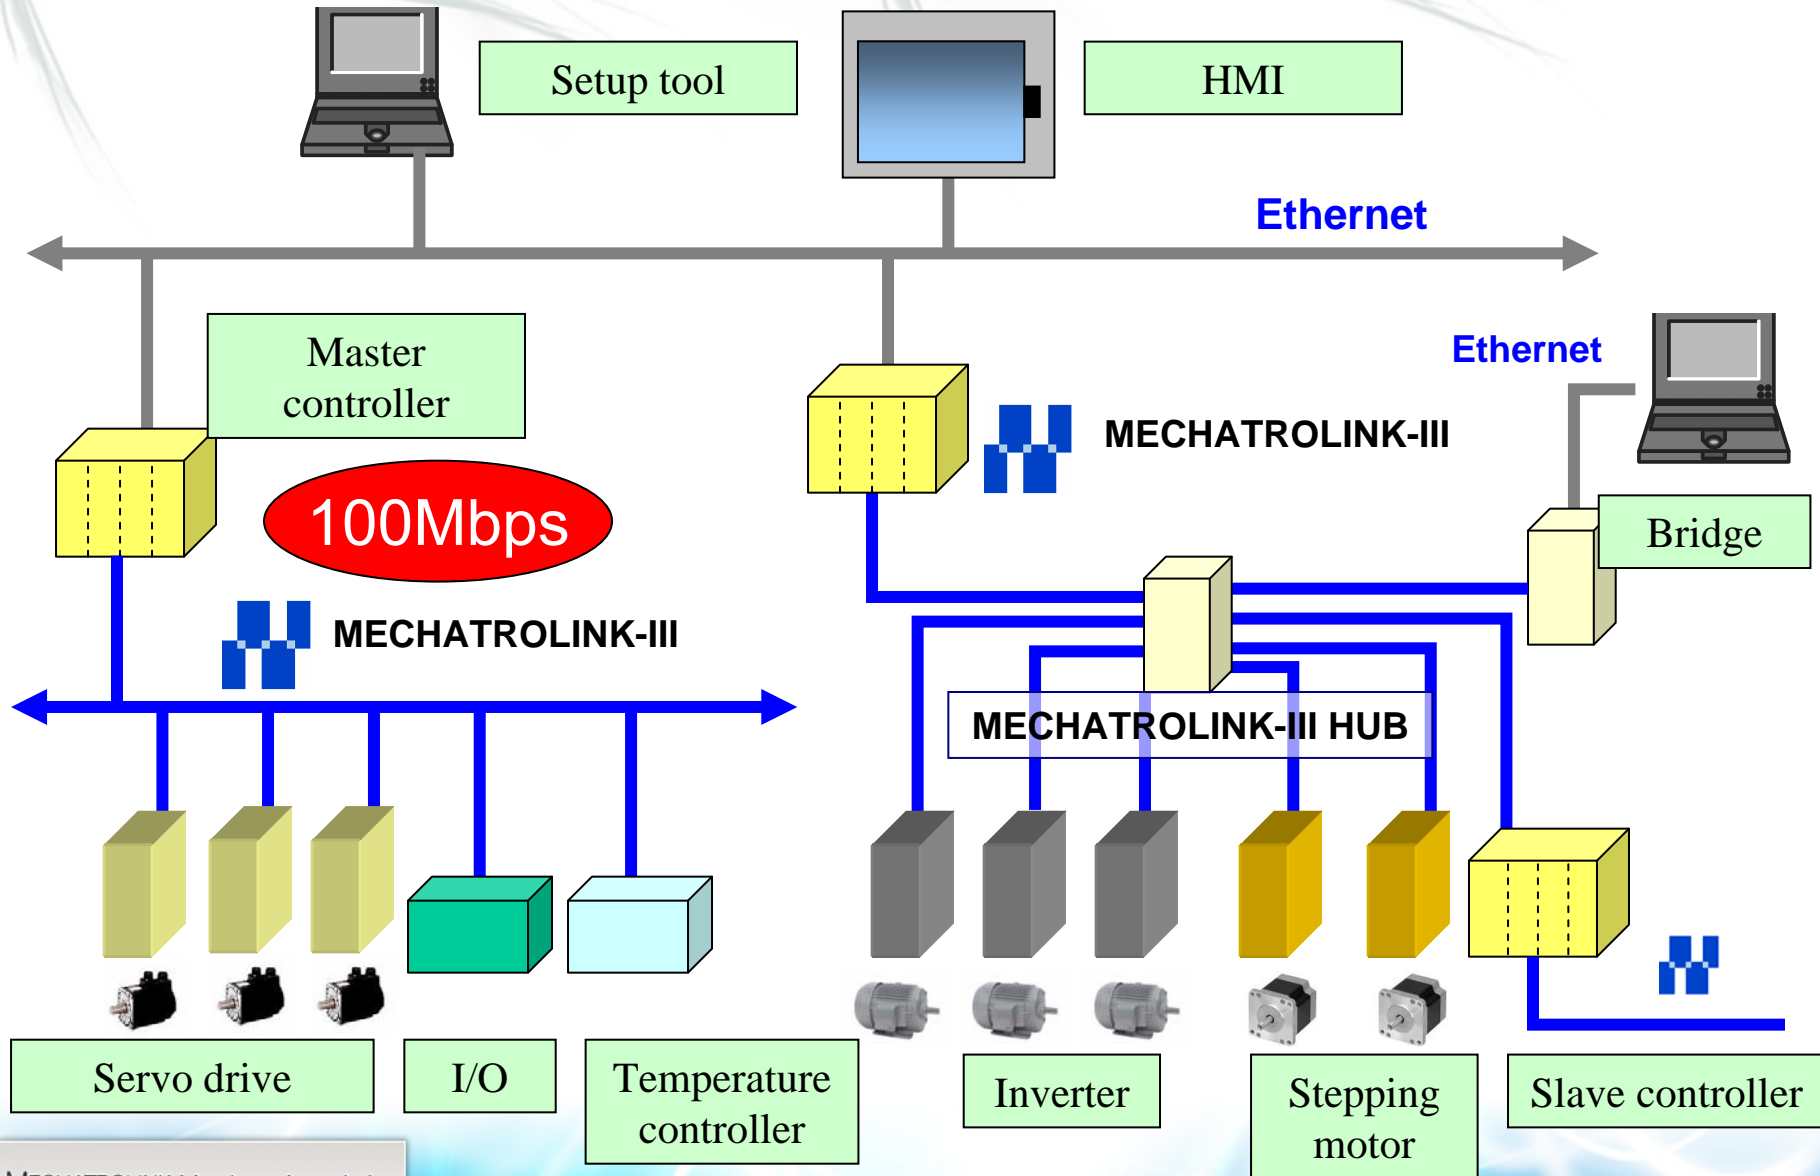 Setup tool
HMI
Ethernet
Master
controller
Ethernet
MECHATROLINK-III
100Mbps
Bridge
MECHATROLINK-III
MECHATROLINK-III HUB
Servo drive
I/O
Temperature
controller
Inverter
Stepping
motor
Slave controller